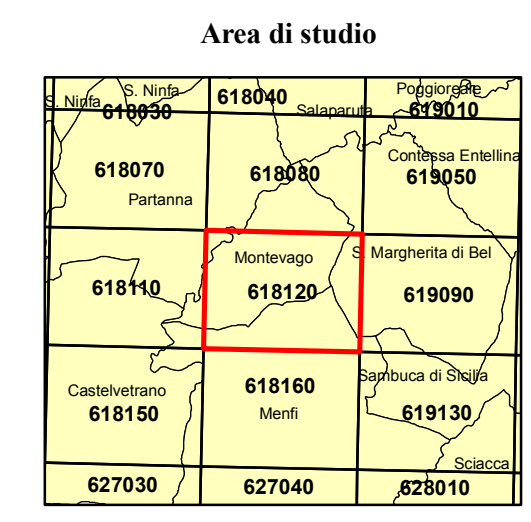 Area di studio
S. Ninfa
S. Ninfa
618030
618040
Salaparuta
Poggioreale
619010
618070
Partanna
618080
Contessa Entellina
619050
618110
Montevago
618120
S. Margherita di Bel
619090
Castelvetrano
618150
618160
Menfi
Sambuca di Sicilia
619130
Sciacca
627030
627040
628010